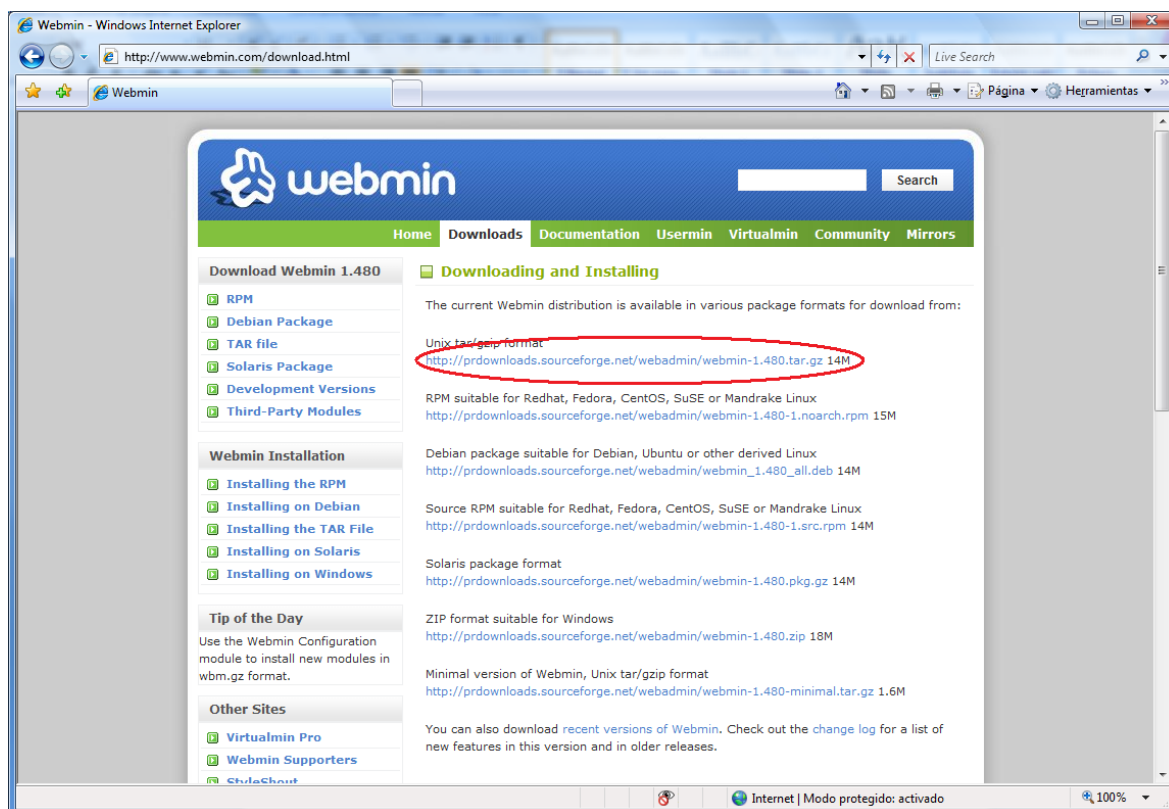 Webmin - Windows Internet Explorer
http://www.webmin.com/download.html
Live Search
Webmin
Página
Herramientas
webmin
Search
Home Downloads Documentation Usermin Virtualmin Community Mirrors
Download Webmin 1.480
RPM
Debian Package
TAR file
Solaris Package
Development Versions
Third-Party Modules
Webmin Installation
Installing the RPM
Installing on Debian
Installing the TAR File
Installing on Solaris
Installing on Windows
Tip of the Day
Use the Webmin Configuration
module to install new modules in
wbm.gz format.
Other Sites
Virtualmin Pro
Webmin Supporters
StyleShout
Downloading and Installing
The current Webmin distribution is available in various package formats for download from:
Unix tar/gzip format
http://prdownloads.sourceforge.net/webadmin/webmin-1.480.tar.gz 14M
RPM suitable for Redhat, Fedora, CentOS, SuSE or Mandrake Linux
http://prdownloads.sourceforge.net/webadmin/webmin-1.480-1.noarch.rpm 15M
Debian package suitable for Debian, Ubuntu or other derived Linux
http://prdownloads.sourceforge.net/webadmin/webmin_1.480_all.deb 14M
Source RPM suitable for Redhat, Fedora, CentOS, SuSE or Mandrake Linux
http://prdownloads.sourceforge.net/webadmin/webmin-1.480-1.src.rpm 14M
Solaris package format
http://prdownloads.sourceforge.net/webadmin/webmin-1.480.pkg.gz 14M
ZIP format suitable for Windows
http://prdownloads.sourceforge.net/webadmin/webmin-1.480.zip 18M
Minimal version of Webmin, Unix tar/gzip format
http://prdownloads.sourceforge.net/webadmin/webmin-1.480-minimal.tar.gz 1.6M
You can also download recent versions of Webmin. Check out the change log for a list of
new features in this version and in older releases.
Internet | Modo protegido: activado
100%